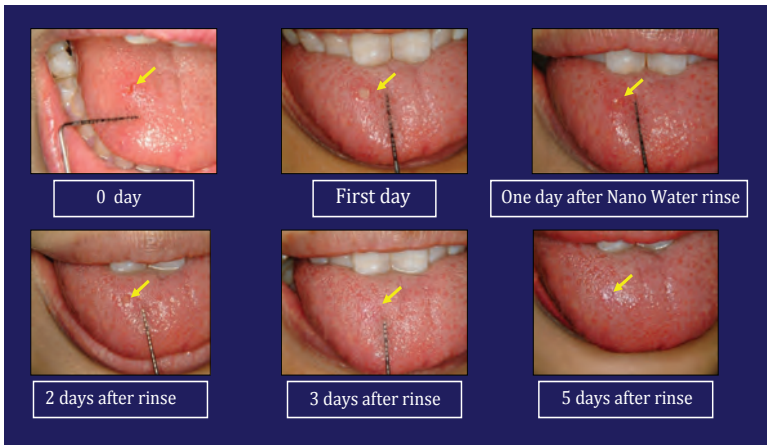 0 day
First day
One day after Nano Water rinse
2 days after rinse
3 days after rinse
5 days after rinse